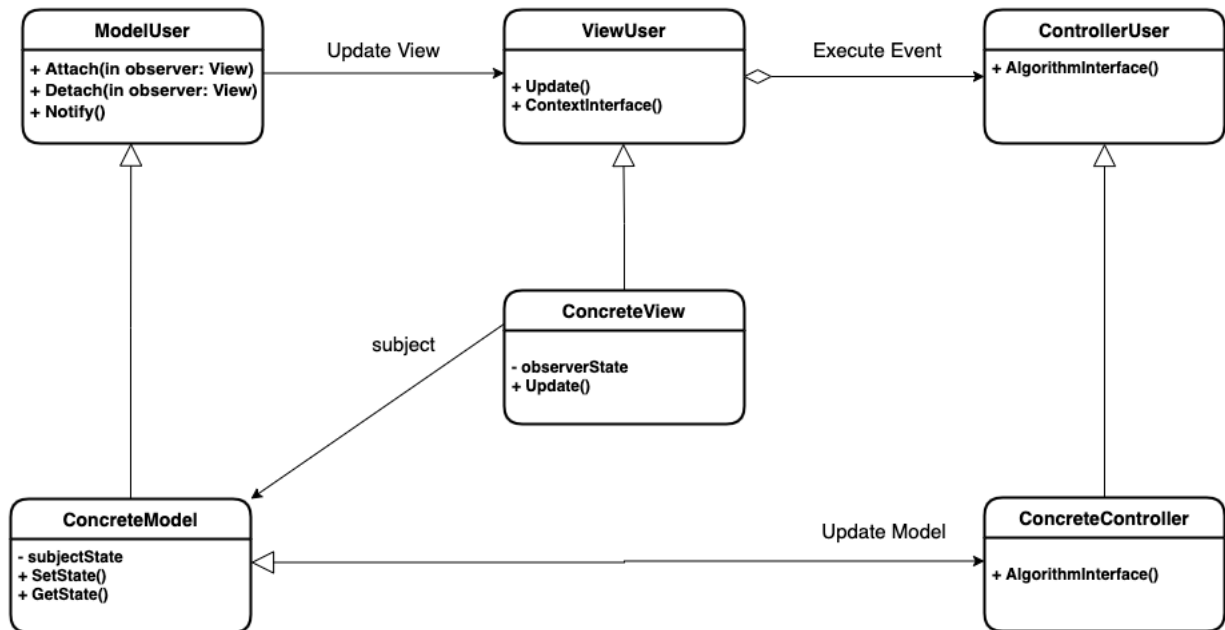 ModelUser
+ Attach(in observer: View)
+ Detach(in observer: View)
+ Notify()
Update View
ViewUser
+ Update()
+ ContextInterface()
Execute Event
ControllerUser
+ AlgorithmInterface()
ConcreteView
- observerState
+ Update()
subject
ConcreteModel
- subjectState
+ SetState()
+ GetState()
Update Model
ConcreteController
+ AlgorithmInterface()